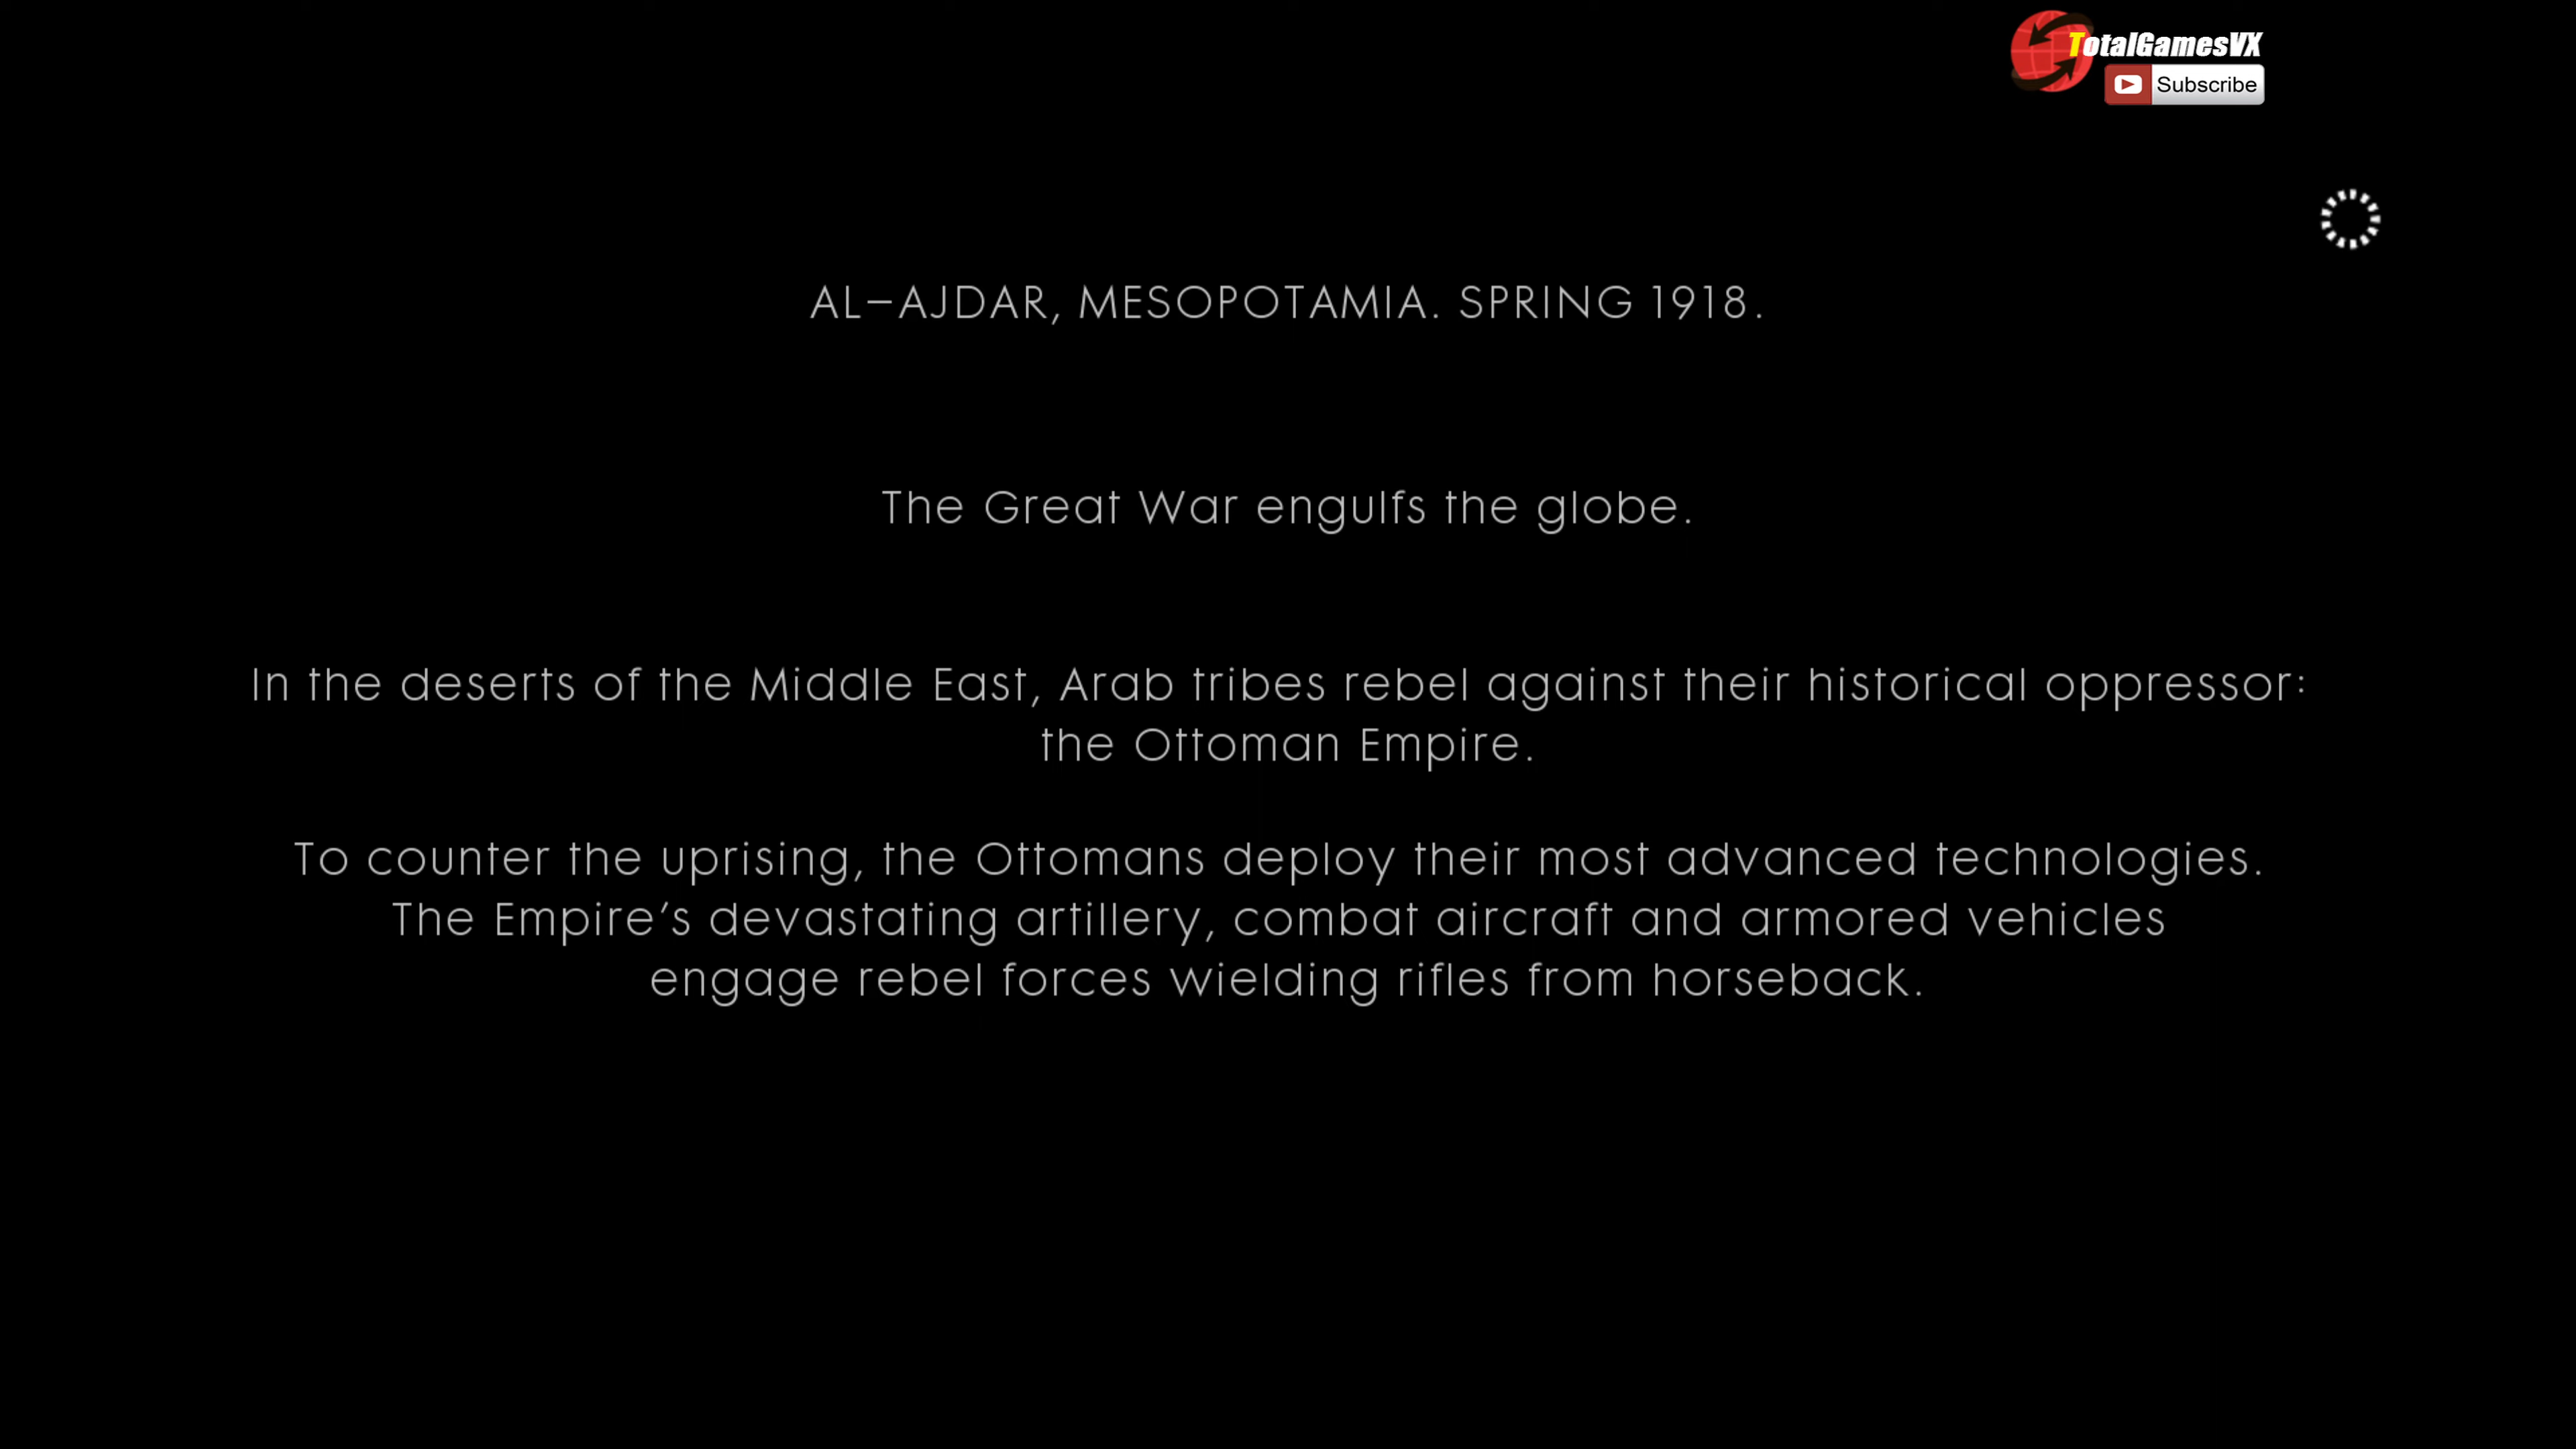 TotalGamesVX
Subscribe
AL–AJDAR, MESOPOTAMIA. SPRING 1918.
The Great War engulfs the globe.
In the deserts of the Middle East, Arab tribes rebel against their historical oppressor:
the Ottoman Empire.
To counter the uprising, the Ottomans deploy their most advanced technologies.
The Empire’s devastating artillery, combat aircraft and armored vehicles
engage rebel forces wielding rifles from horseback.